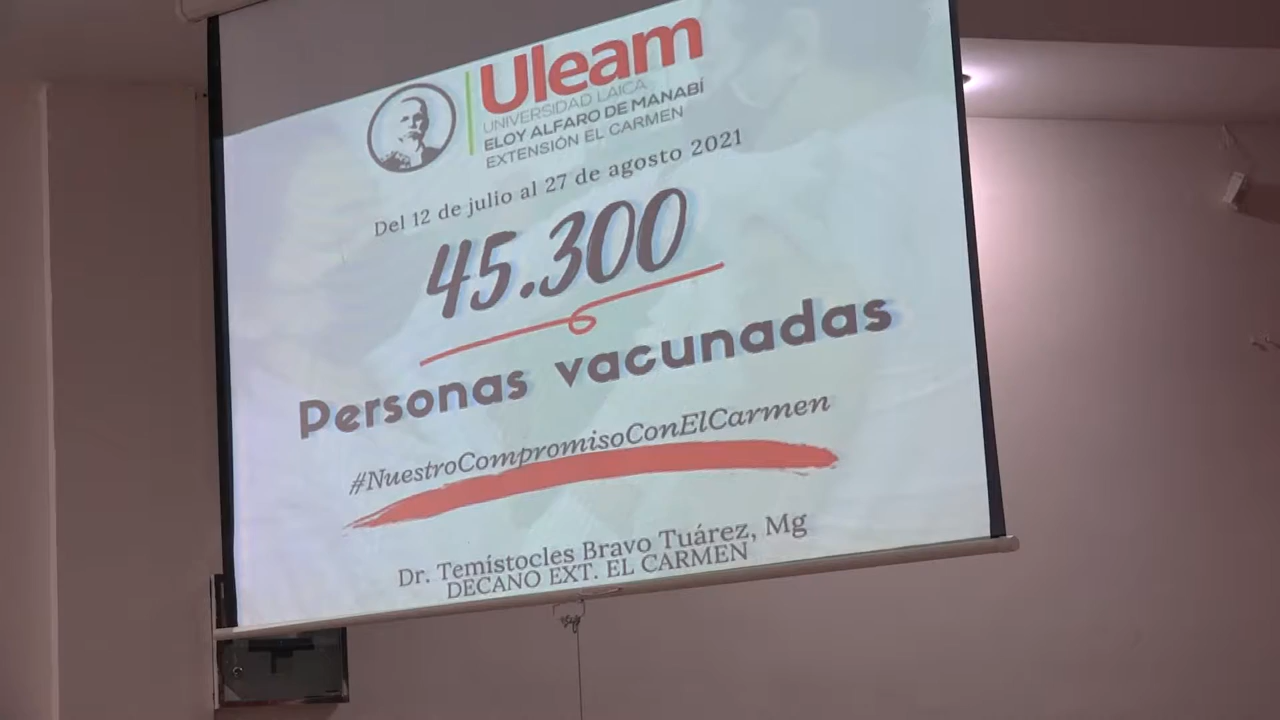 Uleam
UNIVERSIDAD LAICA
ELOY ALFARO DE MANABÍ
EXTENSIÓN EL CARMEN
Del 12 de julio al 27 de agosto 2021
45.300
Personas vacunadas
#NuestroCompromisoConElCarmen
Dr. Temístocles Bravo Tuárez, Mg
DECANO EXT. EL CARMEN